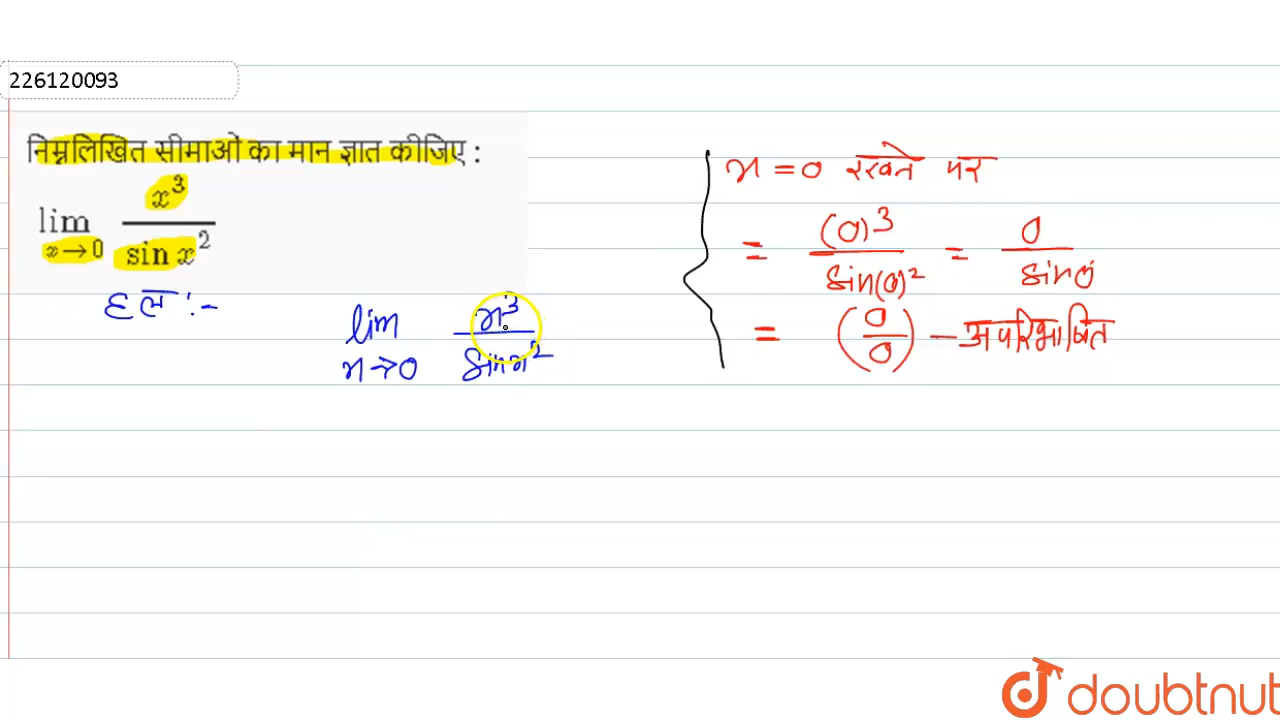 226120093
निम्नलिखित सीमाओं का मान ज्ञात कीजिए :
lim x→0 x³/sin x²
हल :-
lim x→0 x³/sin x²
x = 0 रखने पर
= (0)³/sin(0)² = 0/sin 0
= (0/0) – अपरिभाषित
doubtnut